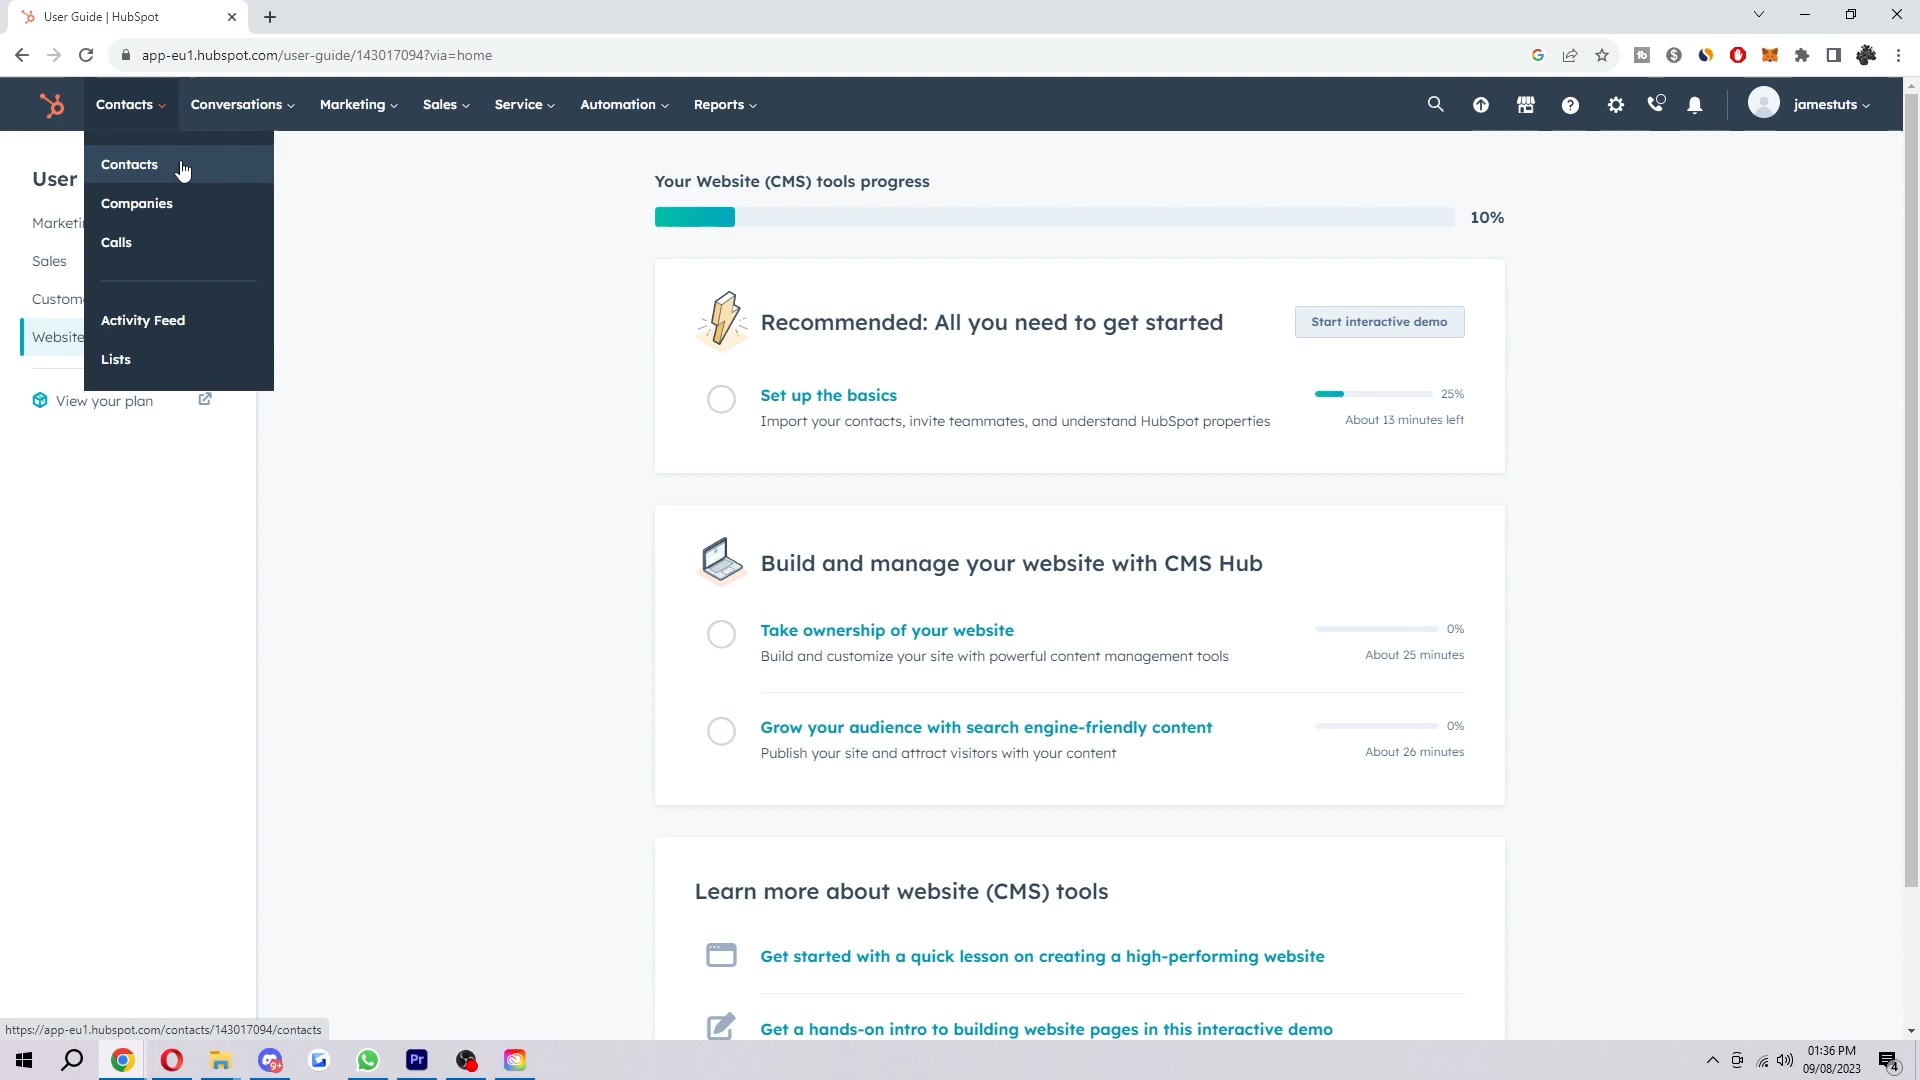 User Guide | HubSpot
app-eu1.hubspot.com/user-guide/143017094?via=home
Contacts Conversations Marketing Sales Service Automation Reports jamestuts
Contacts
Companies
Calls
Activity Feed
Lists
User
Marketi
Sales
Custome
Website
View your plan
Your Website (CMS) tools progress
10%
Recommended: All you need to get started
Start interactive demo
Set up the basics
25%
Import your contacts, invite teammates, and understand HubSpot properties
About 13 minutes left
Build and manage your website with CMS Hub
Take ownership of your website
0%
Build and customize your site with powerful content management tools
About 25 minutes
Grow your audience with search engine-friendly content
0%
Publish your site and attract visitors with your content
About 26 minutes
Learn more about website (CMS) tools
Get started with a quick lesson on creating a high-performing website
Get a hands-on intro to building website pages in this interactive demo
https://app-eu1.hubspot.com/contacts/143017094/contacts
9+
Pr
01:36 PM
09/08/2023
4